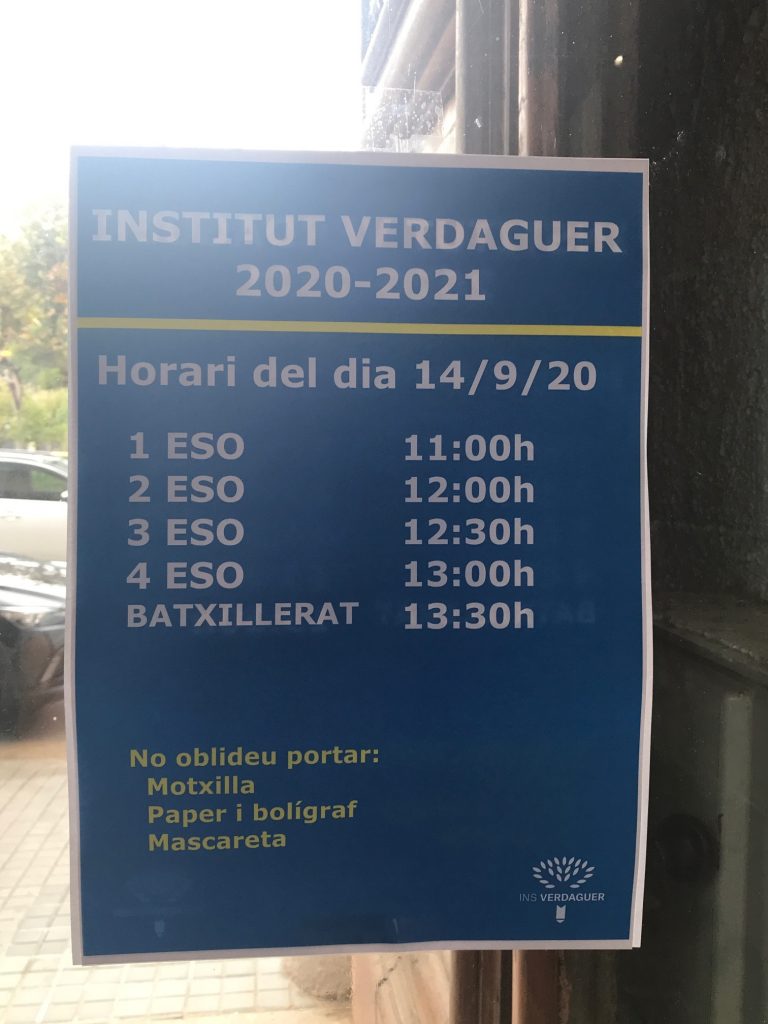 INSTITUT VERDAGUER
2020-2021
Horari del dia 14/9/20
1 ESO 11:00h
2 ESO 12:00h
3 ESO 12:30h
4 ESO 13:00h
BATXILLERAT 13:30h
No oblideu portar:
Motxilla
Paper i bolígraf
Mascareta
INS VERDAGUER